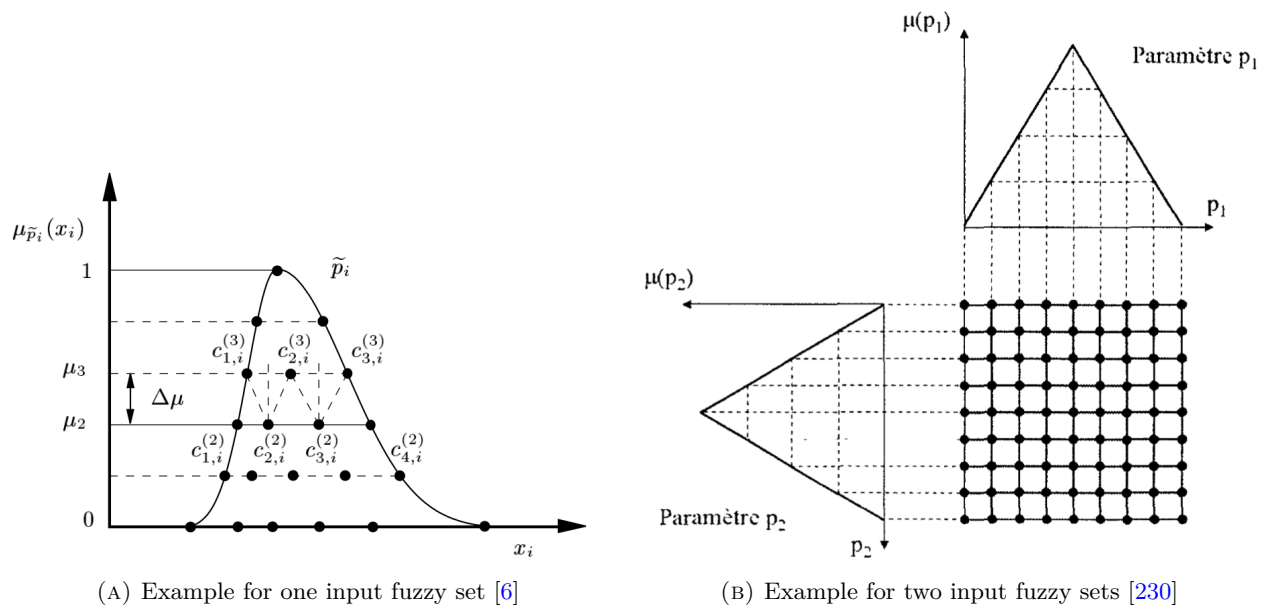 μ_{\widetilde{p}_i}(x_i)
1
\widetilde{p}_i
c_{1,i}^{(3)} c_{2,i}^{(3)} c_{3,i}^{(3)}
μ_3
Δμ
μ_2
c_{1,i}^{(2)} c_{2,i}^{(2)} c_{3,i}^{(2)} c_{4,i}^{(2)}
0
x_i
(A) Example for one input fuzzy set [6]
μ(p_1)
Paramètre p_1
p_1
μ(p_2)
Paramètre p_2
p_2
(B) Example for two input fuzzy sets [230]